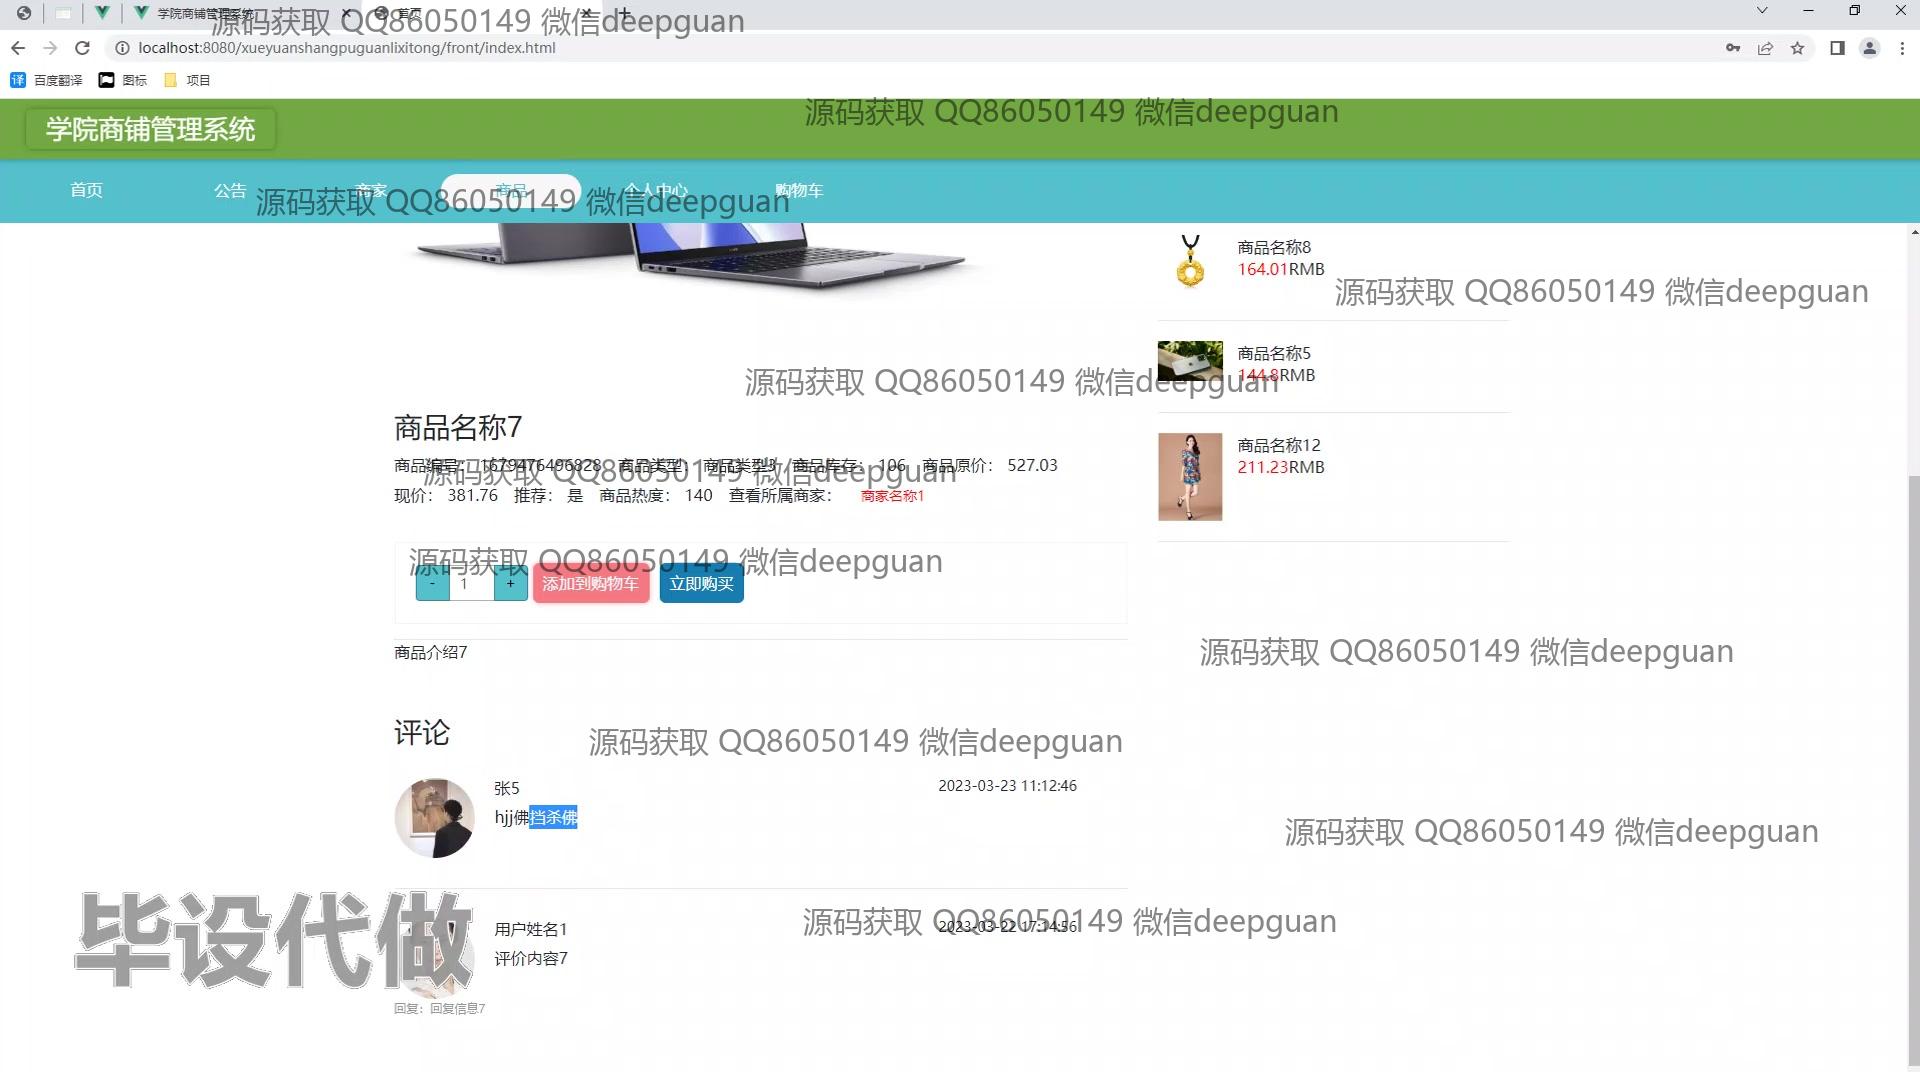 学院商铺管理系统
首页
源码获取 QQ86050149 微信deepguan
localhost:8080/xueyuanshangpuguanlixitong/front/index.html
百度翻译
图标
项目
学院商铺管理系统
源码获取 QQ86050149 微信deepguan
首页
公告
商家
商品
个人中心
购物车
源码获取 QQ86050149 微信deepguan
商品名称8
164.01RMB
源码获取 QQ86050149 微信deepguan
商品名称5
144.8RMB
源码获取 QQ86050149 微信deepguan
商品名称7
商品名称12
211.23RMB
商品编号: 1679476496828 商品类型: 商品类型3 商品库存: 106 商品原价: 527.03
源码获取 QQ86050149 微信deepguan
现价: 381.76 推荐: 是 商品热度: 140 查看所属商家: 商家名称1
源码获取 QQ86050149 微信deepguan
- 1 + 添加到购物车 立即购买
商品介绍7
源码获取 QQ86050149 微信deepguan
评论
源码获取 QQ86050149 微信deepguan
张5
2023-03-23 11:12:46
hjj佛挡杀佛
源码获取 QQ86050149 微信deepguan
毕设代做
用户姓名1
2023-03-22 17:14:56
源码获取 QQ86050149 微信deepguan
评价内容7
回复: 回复信息7